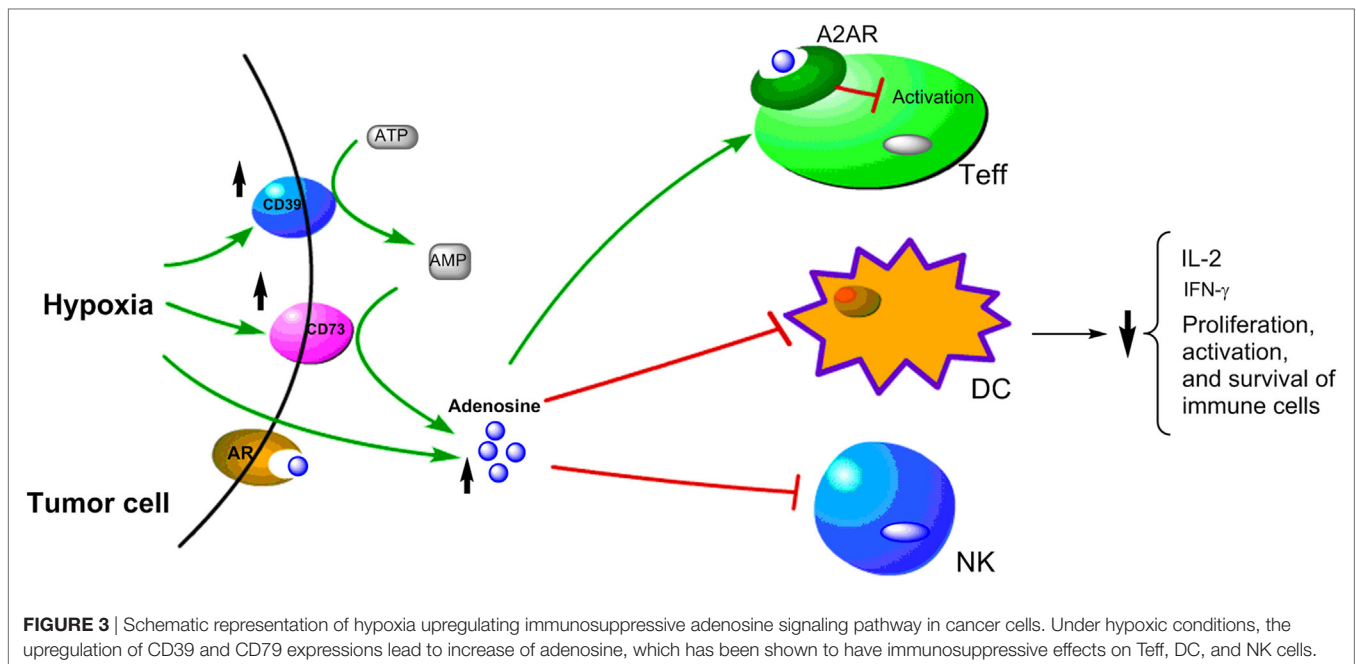 A2AR
Activation
Teff
ATP
CD39
AMP
Hypoxia
CD73
Adenosine
AR
Tumor cell
DC
NK
IL-2
IFN-γ
Proliferation,
activation,
and survival of
immune cells
FIGURE 3 | Schematic representation of hypoxia upregulating immunosuppressive adenosine signaling pathway in cancer cells. Under hypoxic conditions, the
upregulation of CD39 and CD79 expressions lead to increase of adenosine, which has been shown to have immunosuppressive effects on Teff, DC, and NK cells.